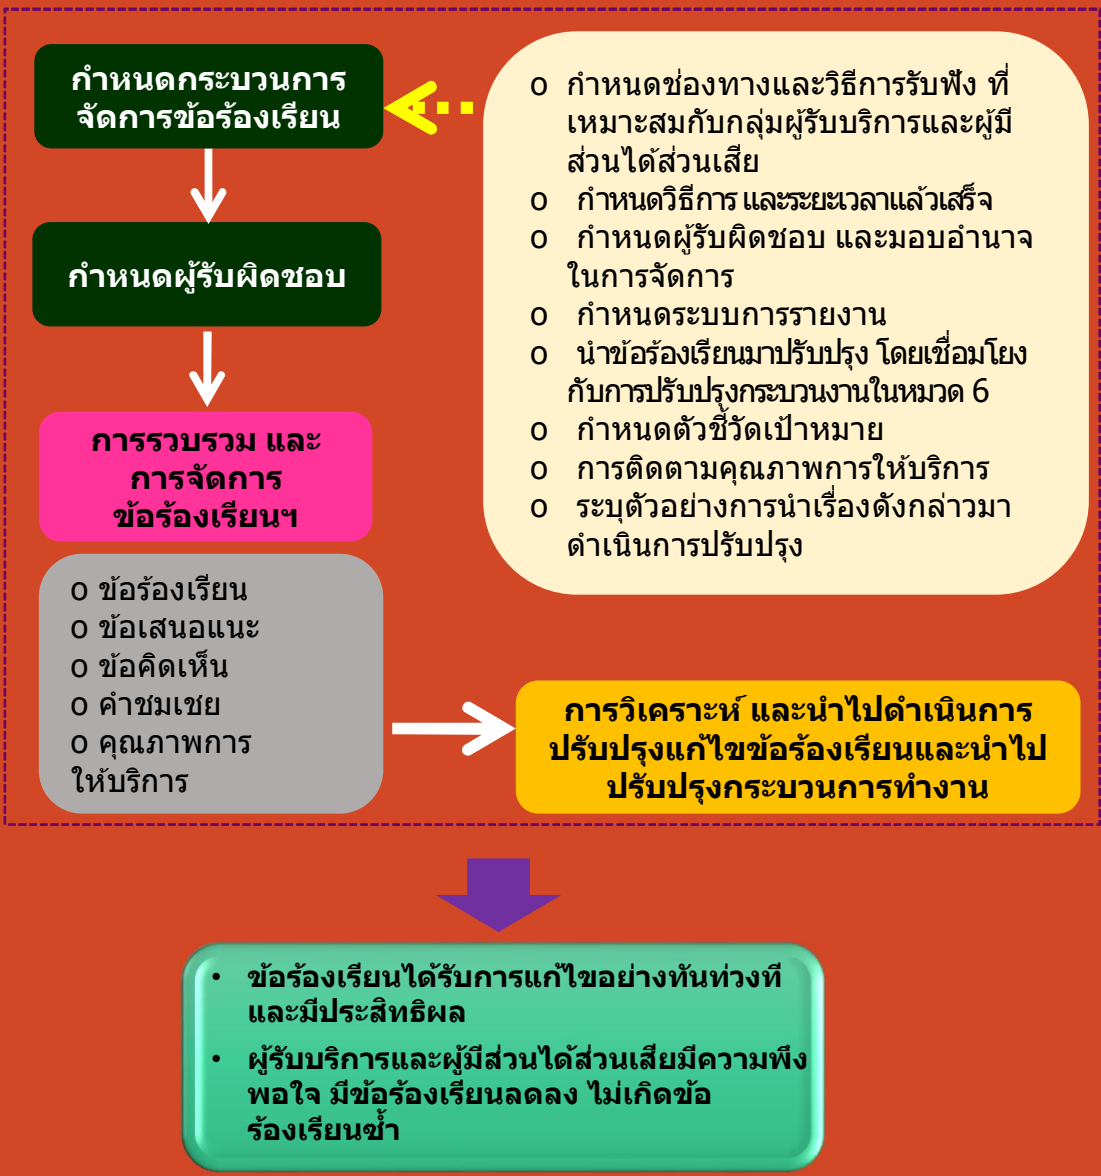 กำหนดกระบวนการ
จัดการข้อร้องเรียน
กำหนดผู้รับผิดชอบ
การรวบรวม และ
การจัดการ
ข้อร้องเรียนฯ
o ข้อร้องเรียน
o ข้อเสนอแนะ
o ข้อคิดเห็น
o คำชมเชย
o คุณภาพการ
ให้บริการ
o กำหนดช่องทางและวิธีการรับฟัง ที่
เหมาะสมกับกลุ่มผู้รับบริการและผู้มี
ส่วนได้ส่วนเสีย
o กำหนดวิธีการ และระยะเวลาแล้วเสร็จ
o กำหนดผู้รับผิดชอบ และมอบอำนาจ
ในการจัดการ
o กำหนดระบบการรายงาน
o นำข้อร้องเรียนมาปรับปรุง โดยเชื่อมโยง
กับการปรับปรุงกระบวนงานในหมวด 6
o กำหนดตัวชี้วัดเป้าหมาย
o การติดตามคุณภาพการให้บริการ
o ระบุตัวอย่างการนำเรื่องดังกล่าวมา
ดำเนินการปรับปรุง
การวิเคราะห์ และนำไปดำเนินการ
ปรับปรุงแก้ไขข้อร้องเรียนและนำไป
ปรับปรุงกระบวนการทำงาน
• ข้อร้องเรียนได้รับการแก้ไขอย่างทันท่วงที
และมีประสิทธิผล
• ผู้รับบริการและผู้มีส่วนได้ส่วนเสียมีความพึง
พอใจ มีข้อร้องเรียนลดลง ไม่เกิดข้อ
ร้องเรียนซ้ำ